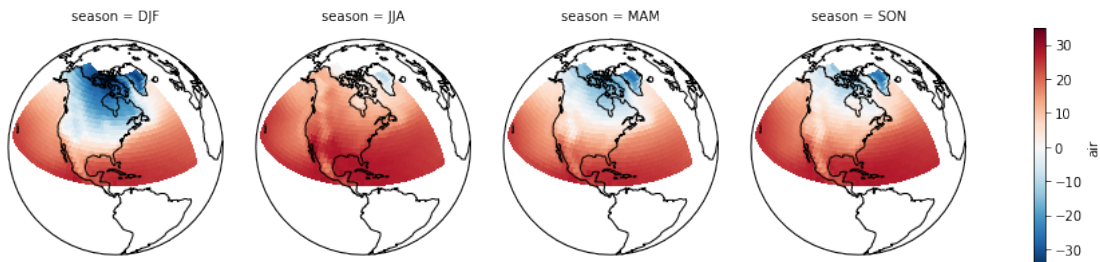 season = DJF
season = JJA
season = MAM
season = SON
30
20
10
0
−10
−20
−30
air